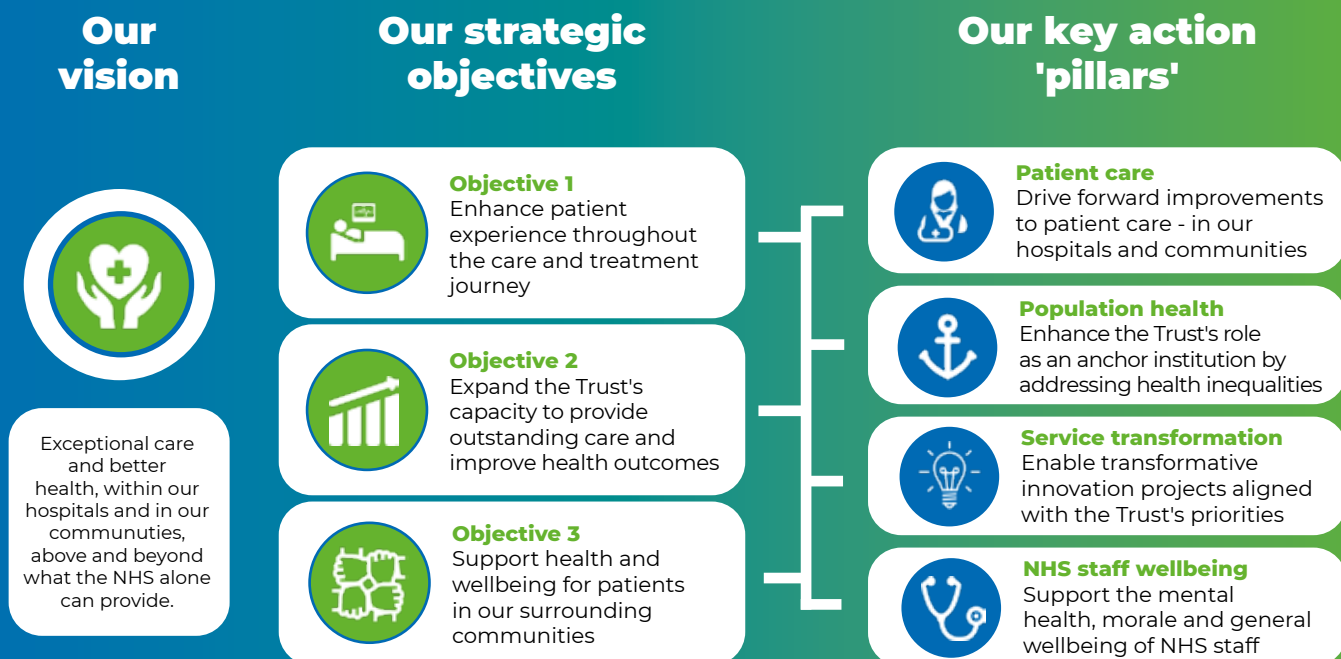 Our
vision
Exceptional care
and better
health, within our
hospitals and in our
communuties,
above and beyond
what the NHS alone
can provide.
Our strategic
objectives
Objective 1
Enhance patient
experience throughout
the care and treatment
journey
Objective 2
Expand the Trust's
capacity to provide
outstanding care and
improve health outcomes
Objective 3
Support health and
wellbeing for patients
in our surrounding
communities
Our key action
'pillars'
Patient care
Drive forward improvements
to patient care - in our
hospitals and communities
Population health
Enhance the Trust's role
as an anchor institution by
addressing health inequalities
Service transformation
Enable transformative
innovation projects aligned
with the Trust's priorities
NHS staff wellbeing
Support the mental
health, morale and general
wellbeing of NHS staff